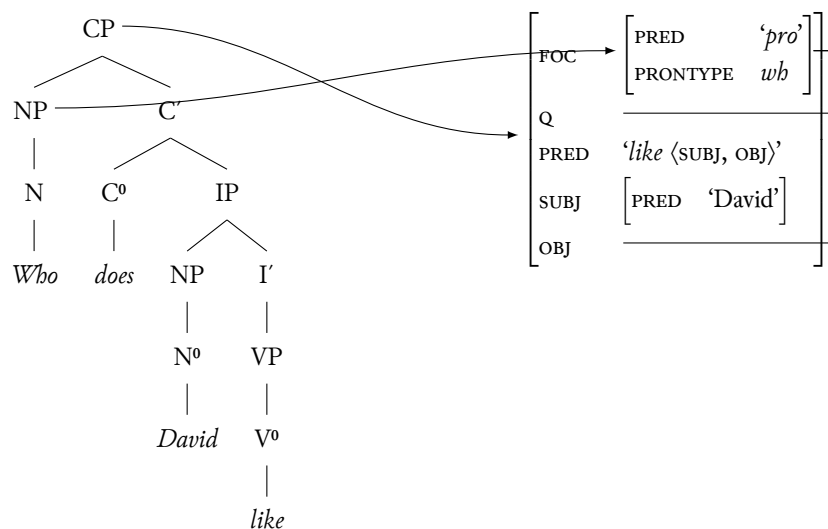 CP
NP C′
N C⁰ IP
Who does NP I′
N⁰ VP
David V⁰
like
FOC PRED ‘pro’
PRONTYPE wh
Q
PRED ‘like ⟨SUBJ, OBJ⟩’
SUBJ PRED ‘David’
OBJ